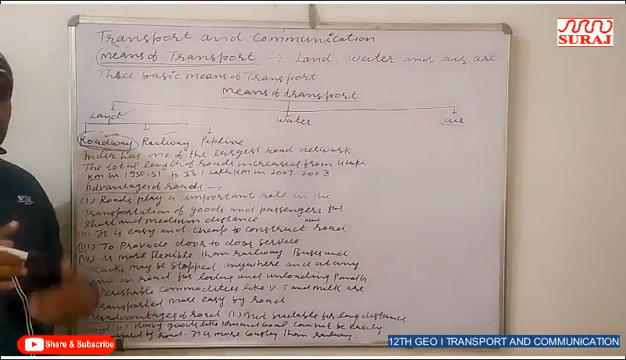 Transport and Communication
Means of Transport → Land, water and air are
Three basic means of Transport
Means of transport
Land water air
Roadway Railway Pipline
India has one of the largest road network
The total length of roads increased from 4 lakh
km in 1950-51 to 33.1 lakh km in 2007-2008
Advantages of roads →
(I) Roads play a important role in the
Transportation of goods and passengers for
Short and medium distance
(II) It is easy and cheap to construct road
(III) To Provide door to door service
(IV) is more flexible than railway Buses and
Trucks may be stopped anywhere and at any
on road for loding and unloading
Perishable commodities like and milk are
Transported more easy by road
Disadvantages of road (I) Not suitable for long distance
(II) Heavy goods like cannot be easily
by road. It is more costley than railway.
SURAJ
Share & Subscribe
12TH GEO I TRANSPORT AND COMMUNICATION